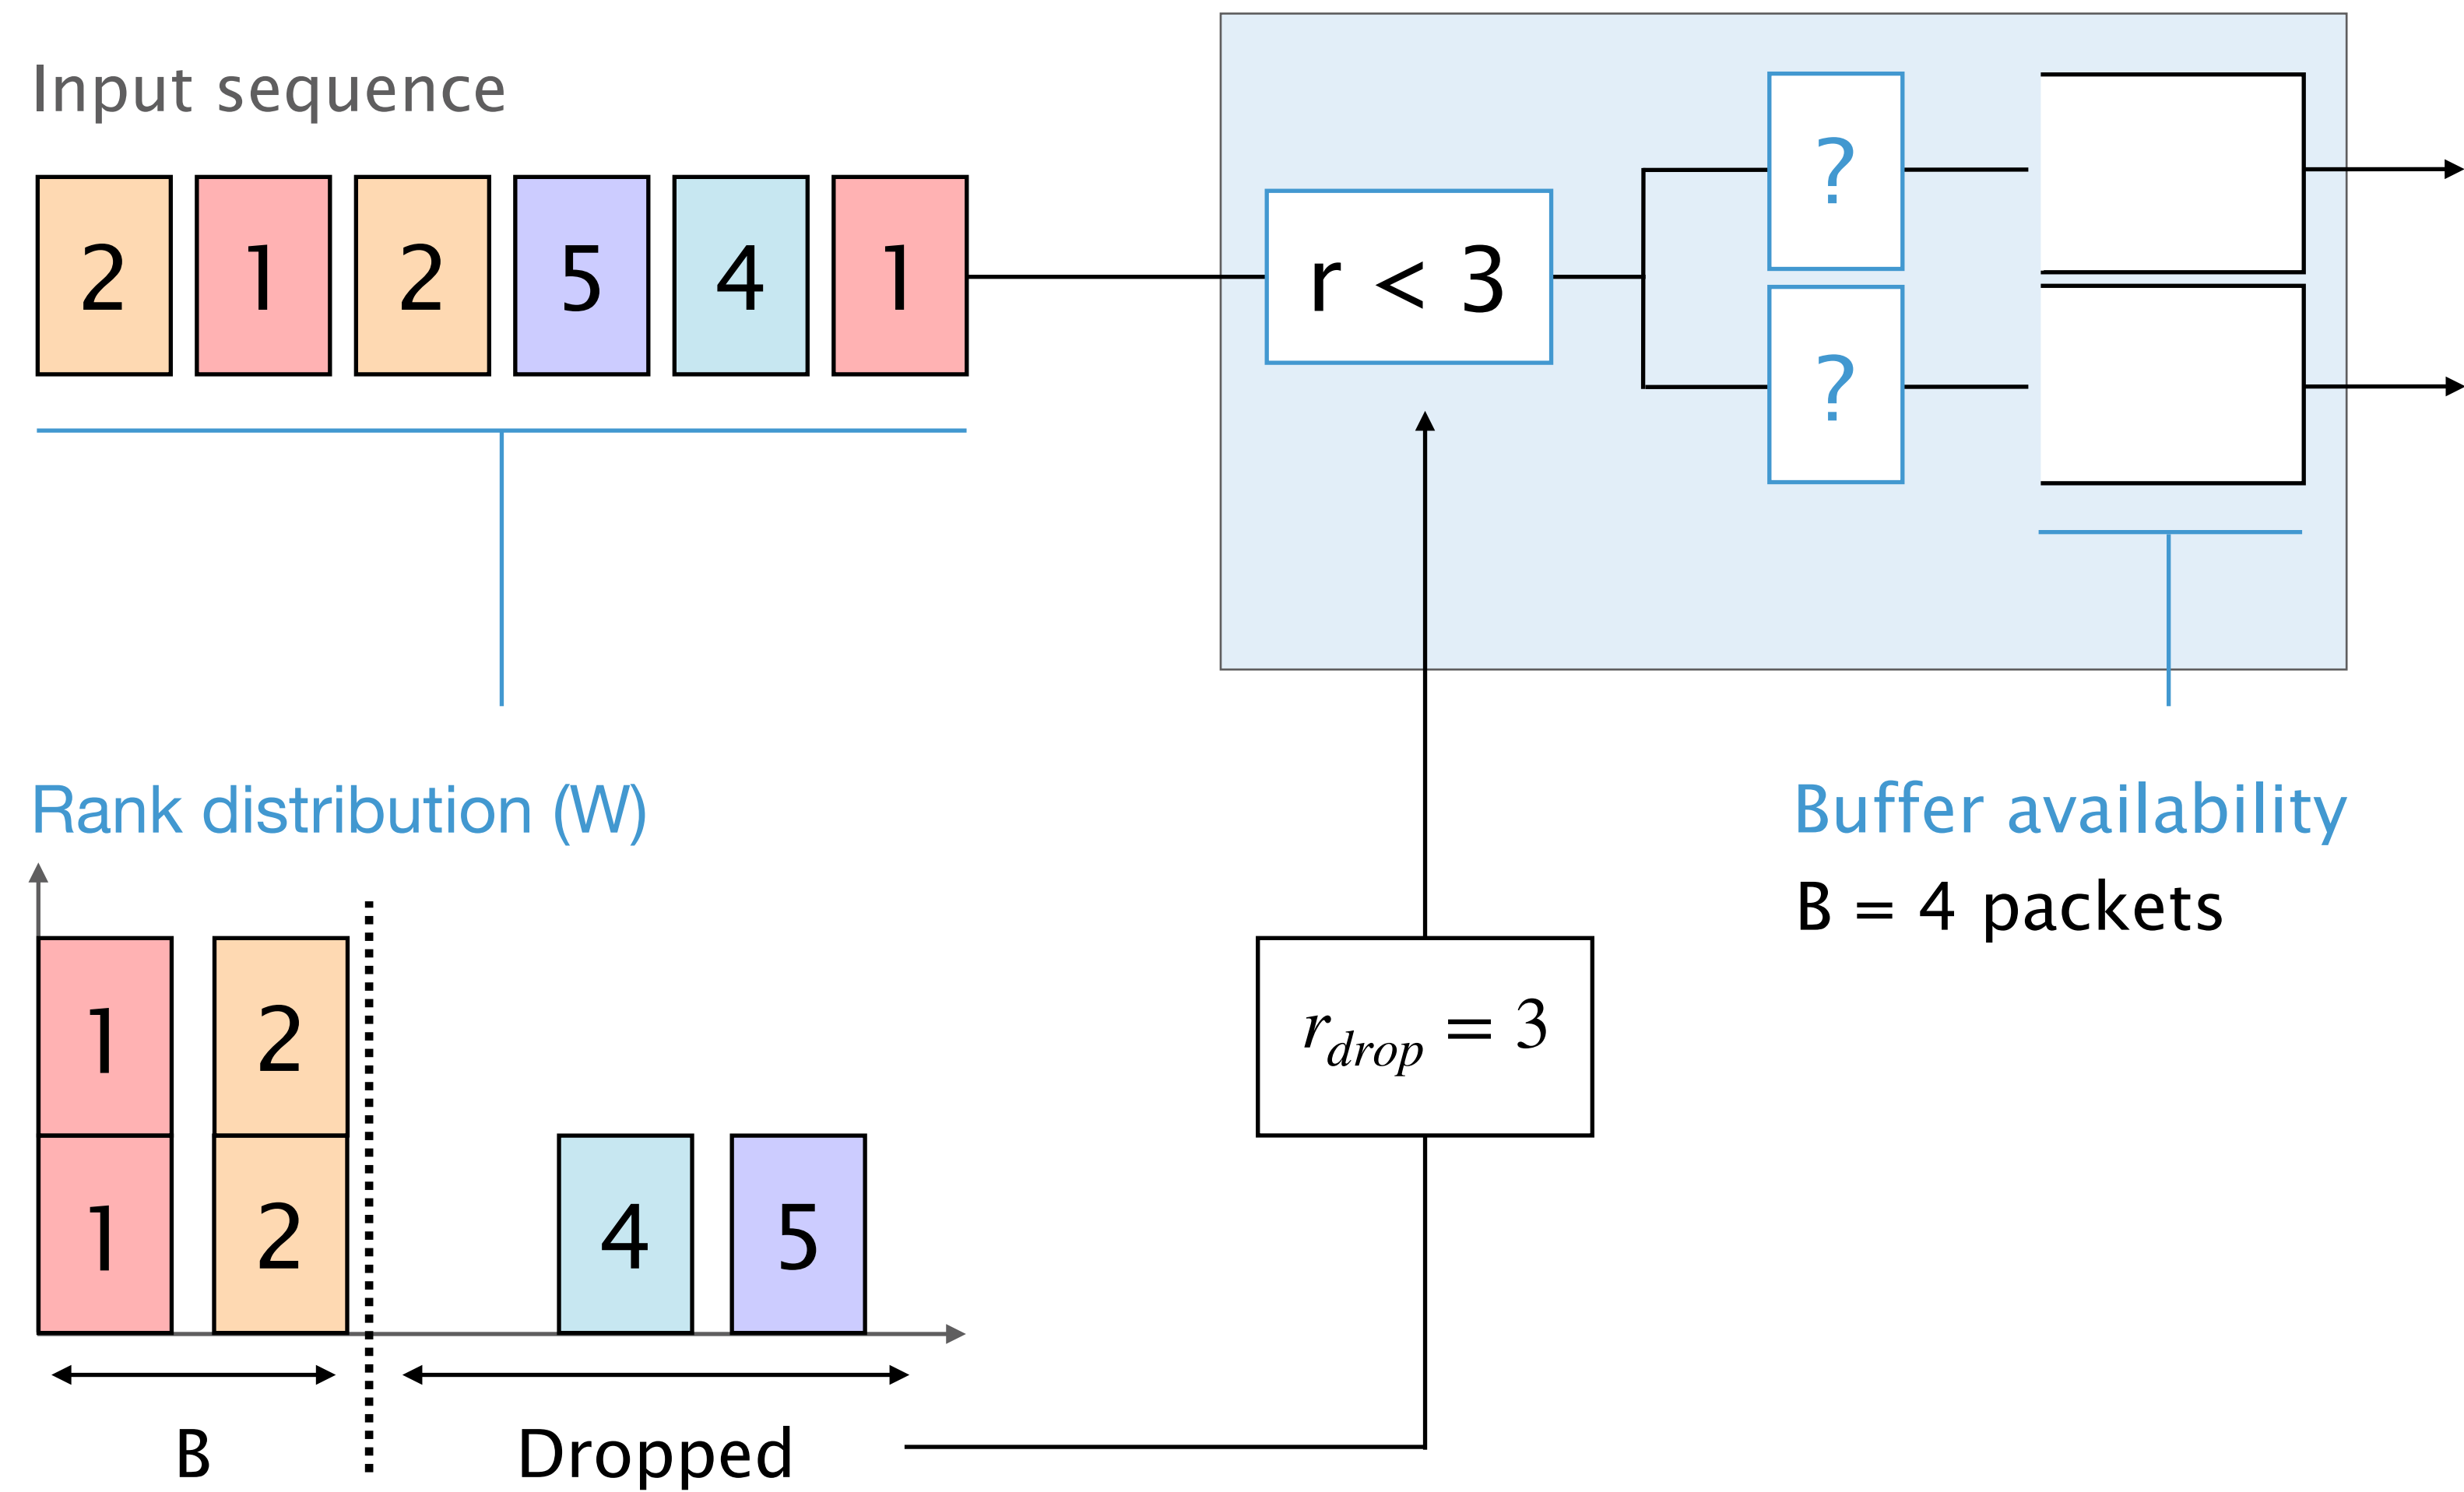 Input sequence
2 1 2 5 4 1
r < 3
?
?
Rank distribution (W)
Buffer availability
B = 4 packets
1 2
1 2 4 5
r_drop = 3
B
Dropped